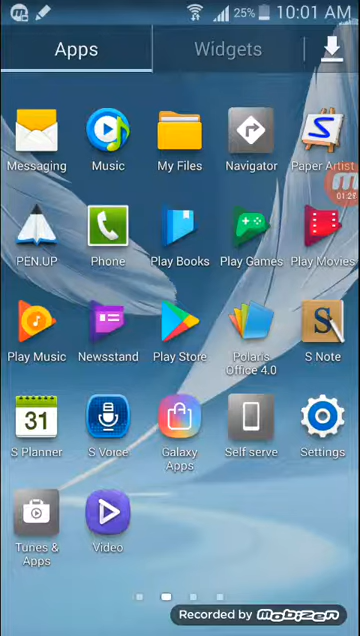 25% 10:01 AM
Apps Widgets
Messaging Music My Files Navigator Paper Artist
01:27
PEN.UP Phone Play Books Play Games Play Movies
Play Music Newsstand Play Store Polaris Office 4.0 S Note
31
S Planner S Voice Galaxy Apps Self serve Settings
Tunes & Apps Video
Recorded by mobizen